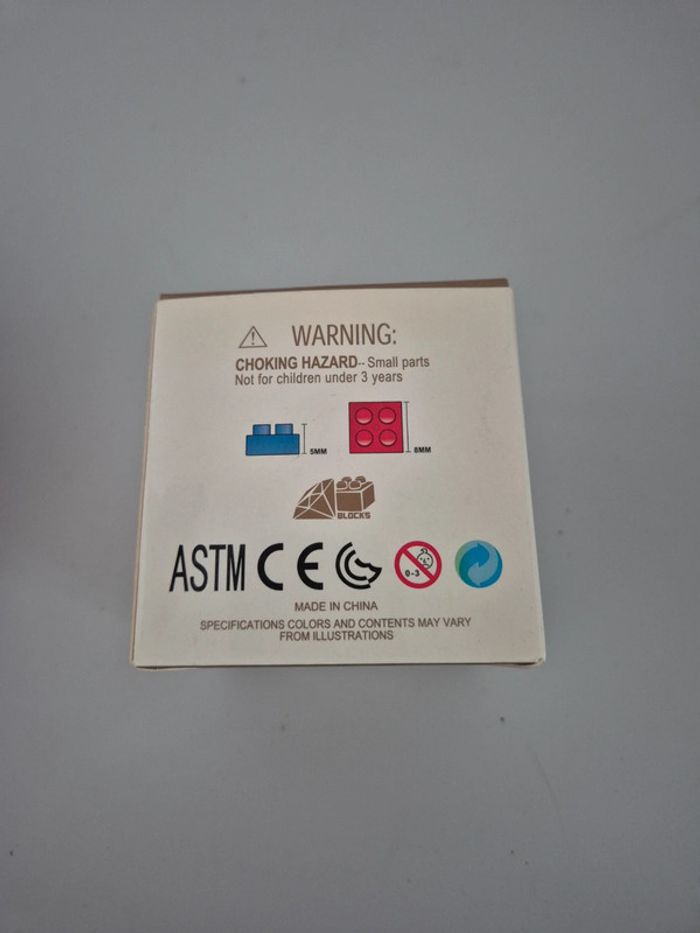 WARNING:
CHOKING HAZARD-- Small parts
Not for children under 3 years
5MM
8MM
BLOCKS
ASTM CE
0-3
MADE IN CHINA
SPECIFICATIONS COLORS AND CONTENTS MAY VARY
FROM ILLUSTRATIONS